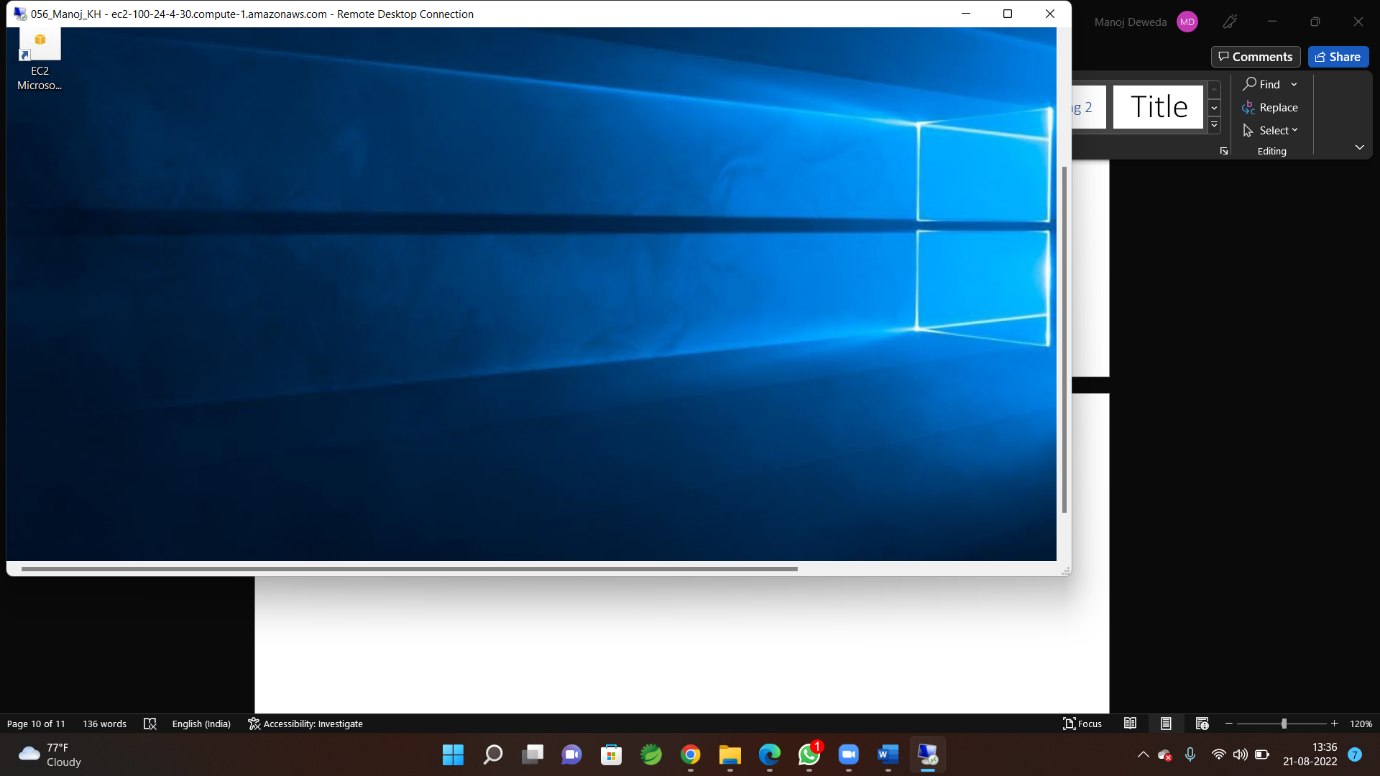 056_Manoj_KH - ec2-100-24-4-30.compute-1.amazonaws.com - Remote Desktop Connection
EC2
Microso...
Manoj Deweda
MD
Comments
Share
g 2
Title
Find
Replace
Select
Editing
Page 10 of 11
136 words
English (India)
Accessibility: Investigate
Focus
120%
77°F
Cloudy
1
13:36
21-08-2022
7